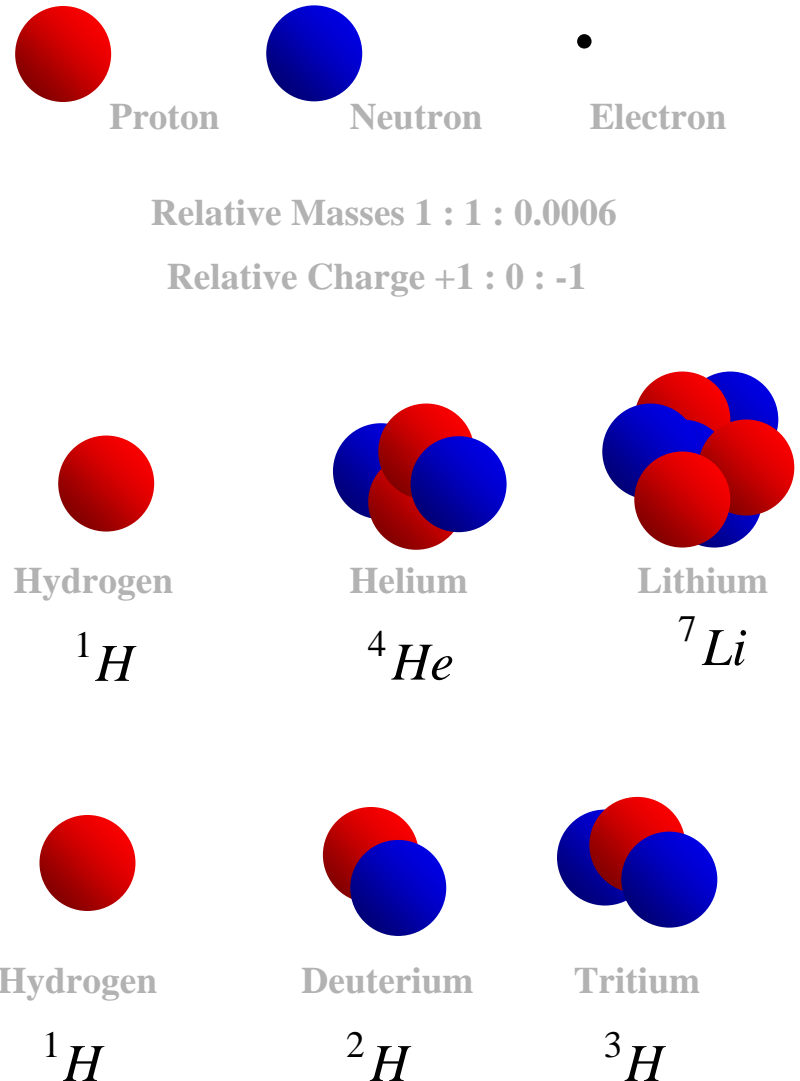 Proton Neutron Electron
Relative Masses 1 : 1 : 0.0006
Relative Charge +1 : 0 : -1
Hydrogen Helium Lithium
¹H ⁴He ⁷Li
Hydrogen Deuterium Tritium
¹H ²H ³H